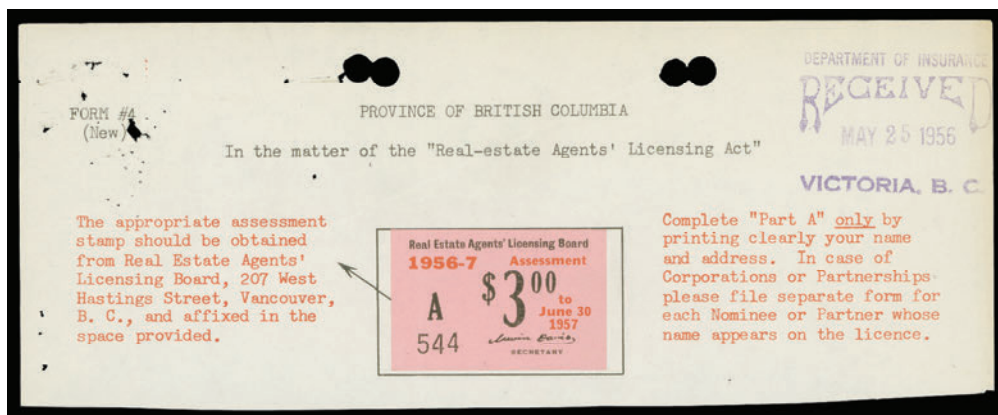 DEPARTMENT OF INSURANCE
RECEIVED
MAY 25 1956
VICTORIA, B. C.
FORM #4
(New)
PROVINCE OF BRITISH COLUMBIA
In the matter of the "Real-estate Agents' Licensing Act"
The appropriate assessment
stamp should be obtained
from Real Estate Agents'
Licensing Board, 207 West
Hastings Street, Vancouver,
B. C., and affixed in the
space provided.
Real Estate Agents' Licensing Board
1956-7 Assessment
A
$3.00
to
June 30
1957
544
SECRETARY
Complete "Part A" only by
printing clearly your name
and address. In case of
Corporations or Partnerships
please file separate form for
each Nominee or Partner whose
name appears on the licence.